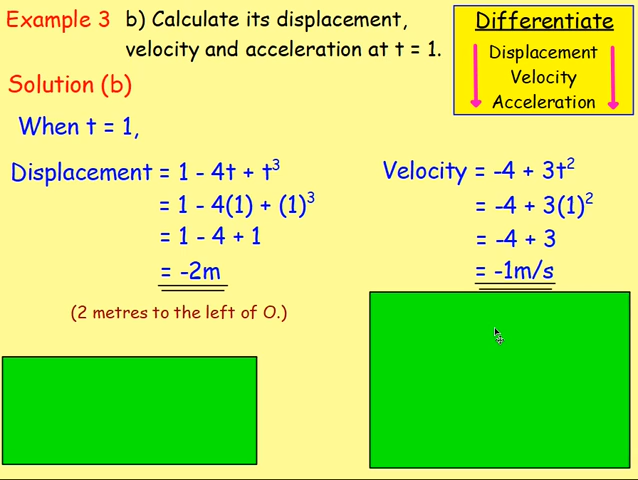 Example 3 b) Calculate its displacement,
velocity and acceleration at t = 1.
Differentiate
Displacement
Velocity
Acceleration
Solution (b)
When t = 1,
Displacement = 1 - 4t + t³
= 1 - 4(1) + (1)³
= 1 - 4 + 1
= -2m
(2 metres to the left of O.)
Velocity = -4 + 3t²
= -4 + 3(1)²
= -4 + 3
= -1m/s